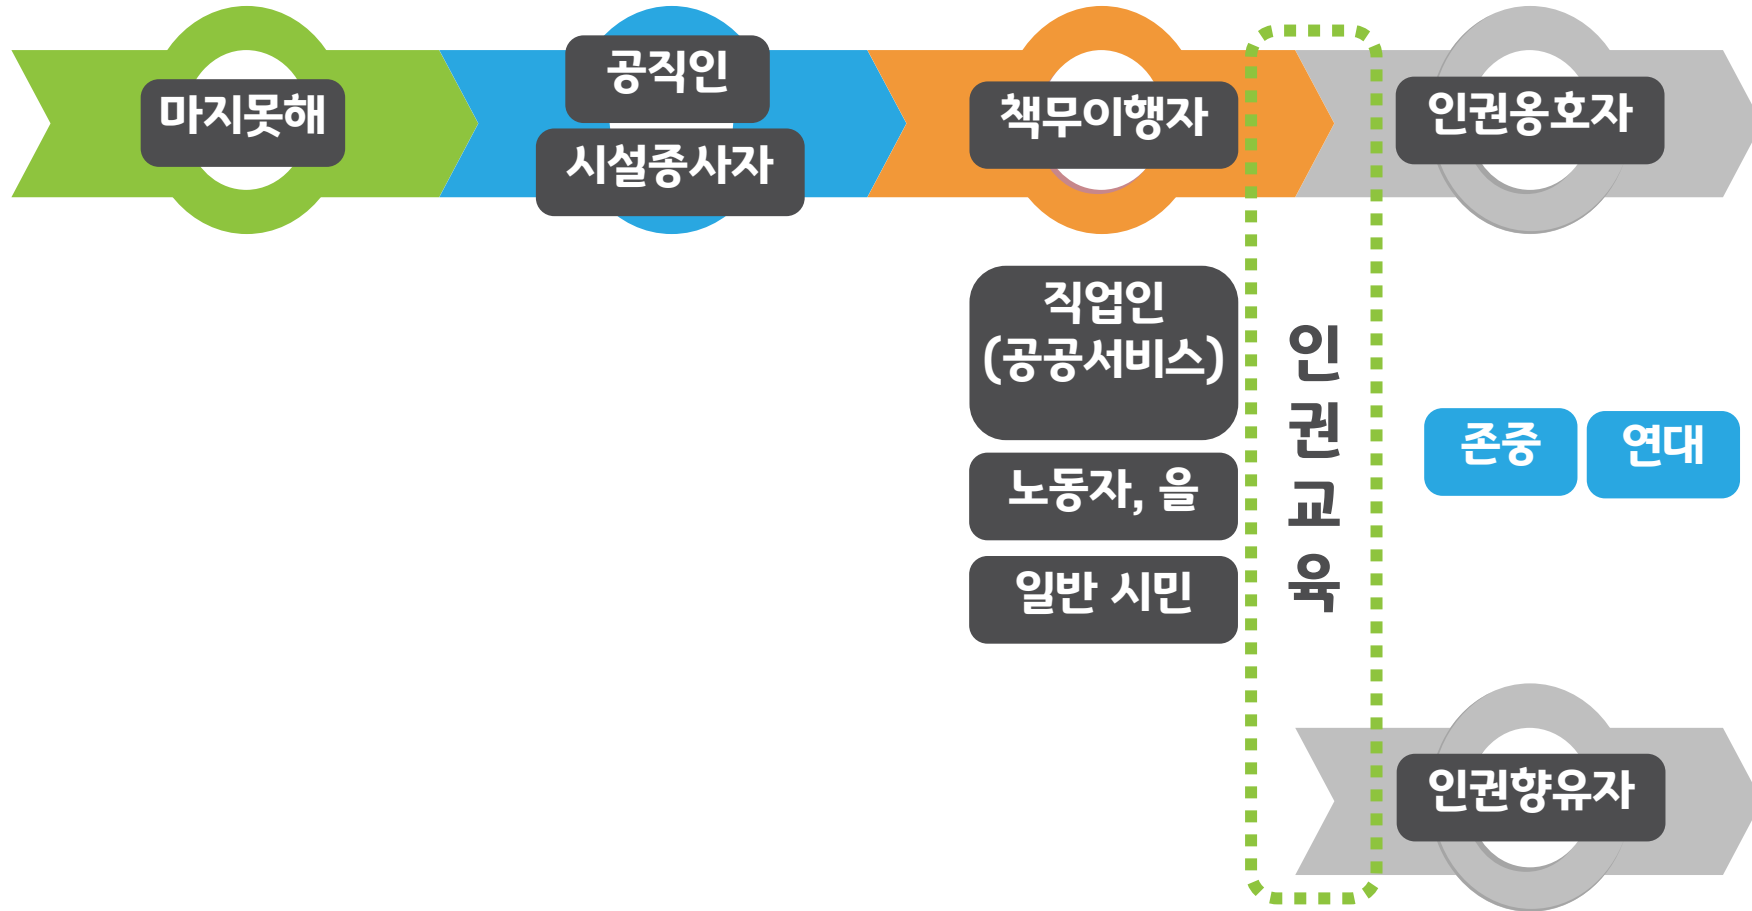 마지못해
공직인
시설종사자
책무이행자
인권옹호자
직업인
(공공서비스)
노동자, 을
일반 시민
인
권
교
육
존중
연대
인권향유자